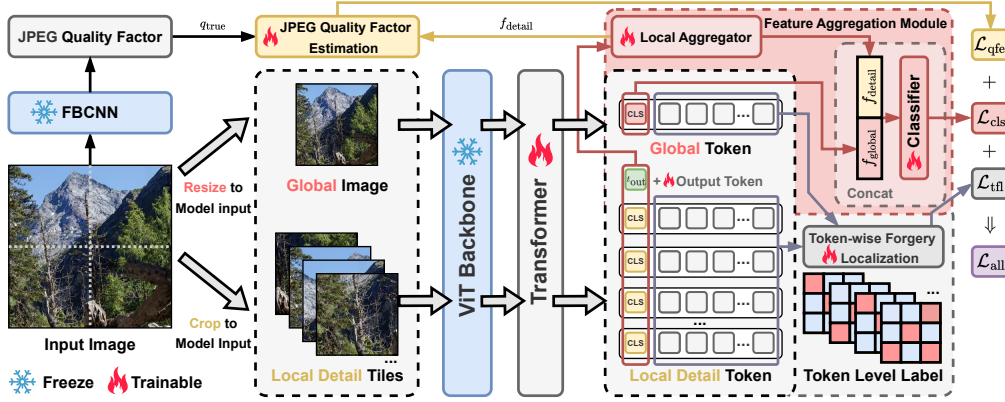 JPEG Quality Factor
q_true
JPEG Quality Factor
Estimation
f_detail
Feature Aggregation Module
Local Aggregator
L_qfe
+
L_cls
+
L_tfl
⇓
L_all
FBCNN
Resize to
Model input
Crop to
Model Input
Input Image
Freeze
Trainable
Global Image
...
Local Detail Tiles
ViT Backbone
Transformer
CLS
...
Global Token
t_out
+ Output Token
CLS
...
CLS
...
CLS
...
...
CLS
...
Local Detail Token
f_detail
f_global
Classifier
Concat
Token-wise Forgery
Localization
...
Token Level Label